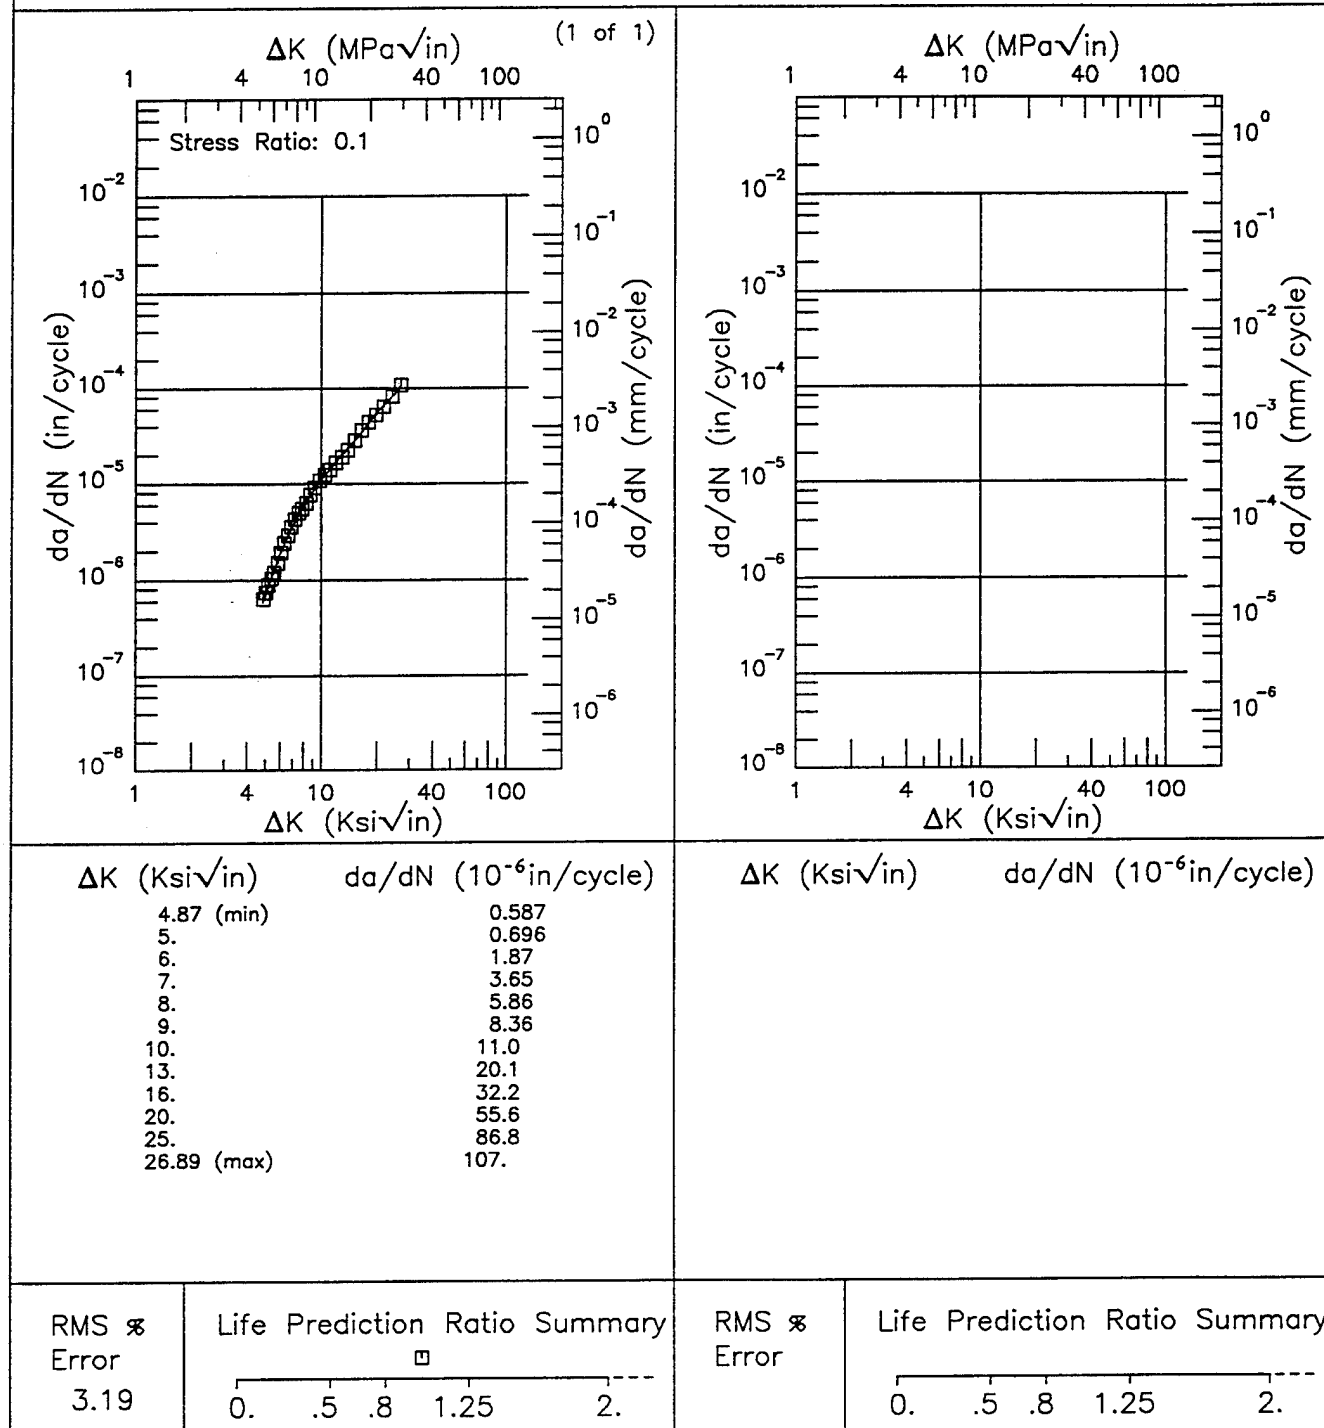 (1 of 1)
ΔK (MPa√in)
1 4 10 40 100
Stress Ratio: 0.1
da/dN (in/cycle)
10⁻²
10⁻³
10⁻⁴
10⁻⁵
10⁻⁶
10⁻⁷
10⁻⁸
10⁰
10⁻¹
10⁻²
10⁻³
10⁻⁴
10⁻⁵
10⁻⁶
da/dN (mm/cycle)
1 4 10 40 100
ΔK (Ksi√in)
ΔK (MPa√in)
1 4 10 40 100
da/dN (in/cycle)
10⁻²
10⁻³
10⁻⁴
10⁻⁵
10⁻⁶
10⁻⁷
10⁻⁸
10⁰
10⁻¹
10⁻²
10⁻³
10⁻⁴
10⁻⁵
10⁻⁶
da/dN (mm/cycle)
1 4 10 40 100
ΔK (Ksi√in)
ΔK (Ksi√in) da/dN (10⁻⁶in/cycle)
4.87 (min) 0.587
5. 0.696
6. 1.87
7. 3.65
8. 5.86
9. 8.36
10. 11.0
13. 20.1
16. 32.2
20. 55.6
25. 86.8
26.89 (max) 107.
ΔK (Ksi√in) da/dN (10⁻⁶in/cycle)
RMS %
Error
3.19
Life Prediction Ratio Summary
0. .5 .8 1.25 2.
RMS %
Error
Life Prediction Ratio Summary
0. .5 .8 1.25 2.